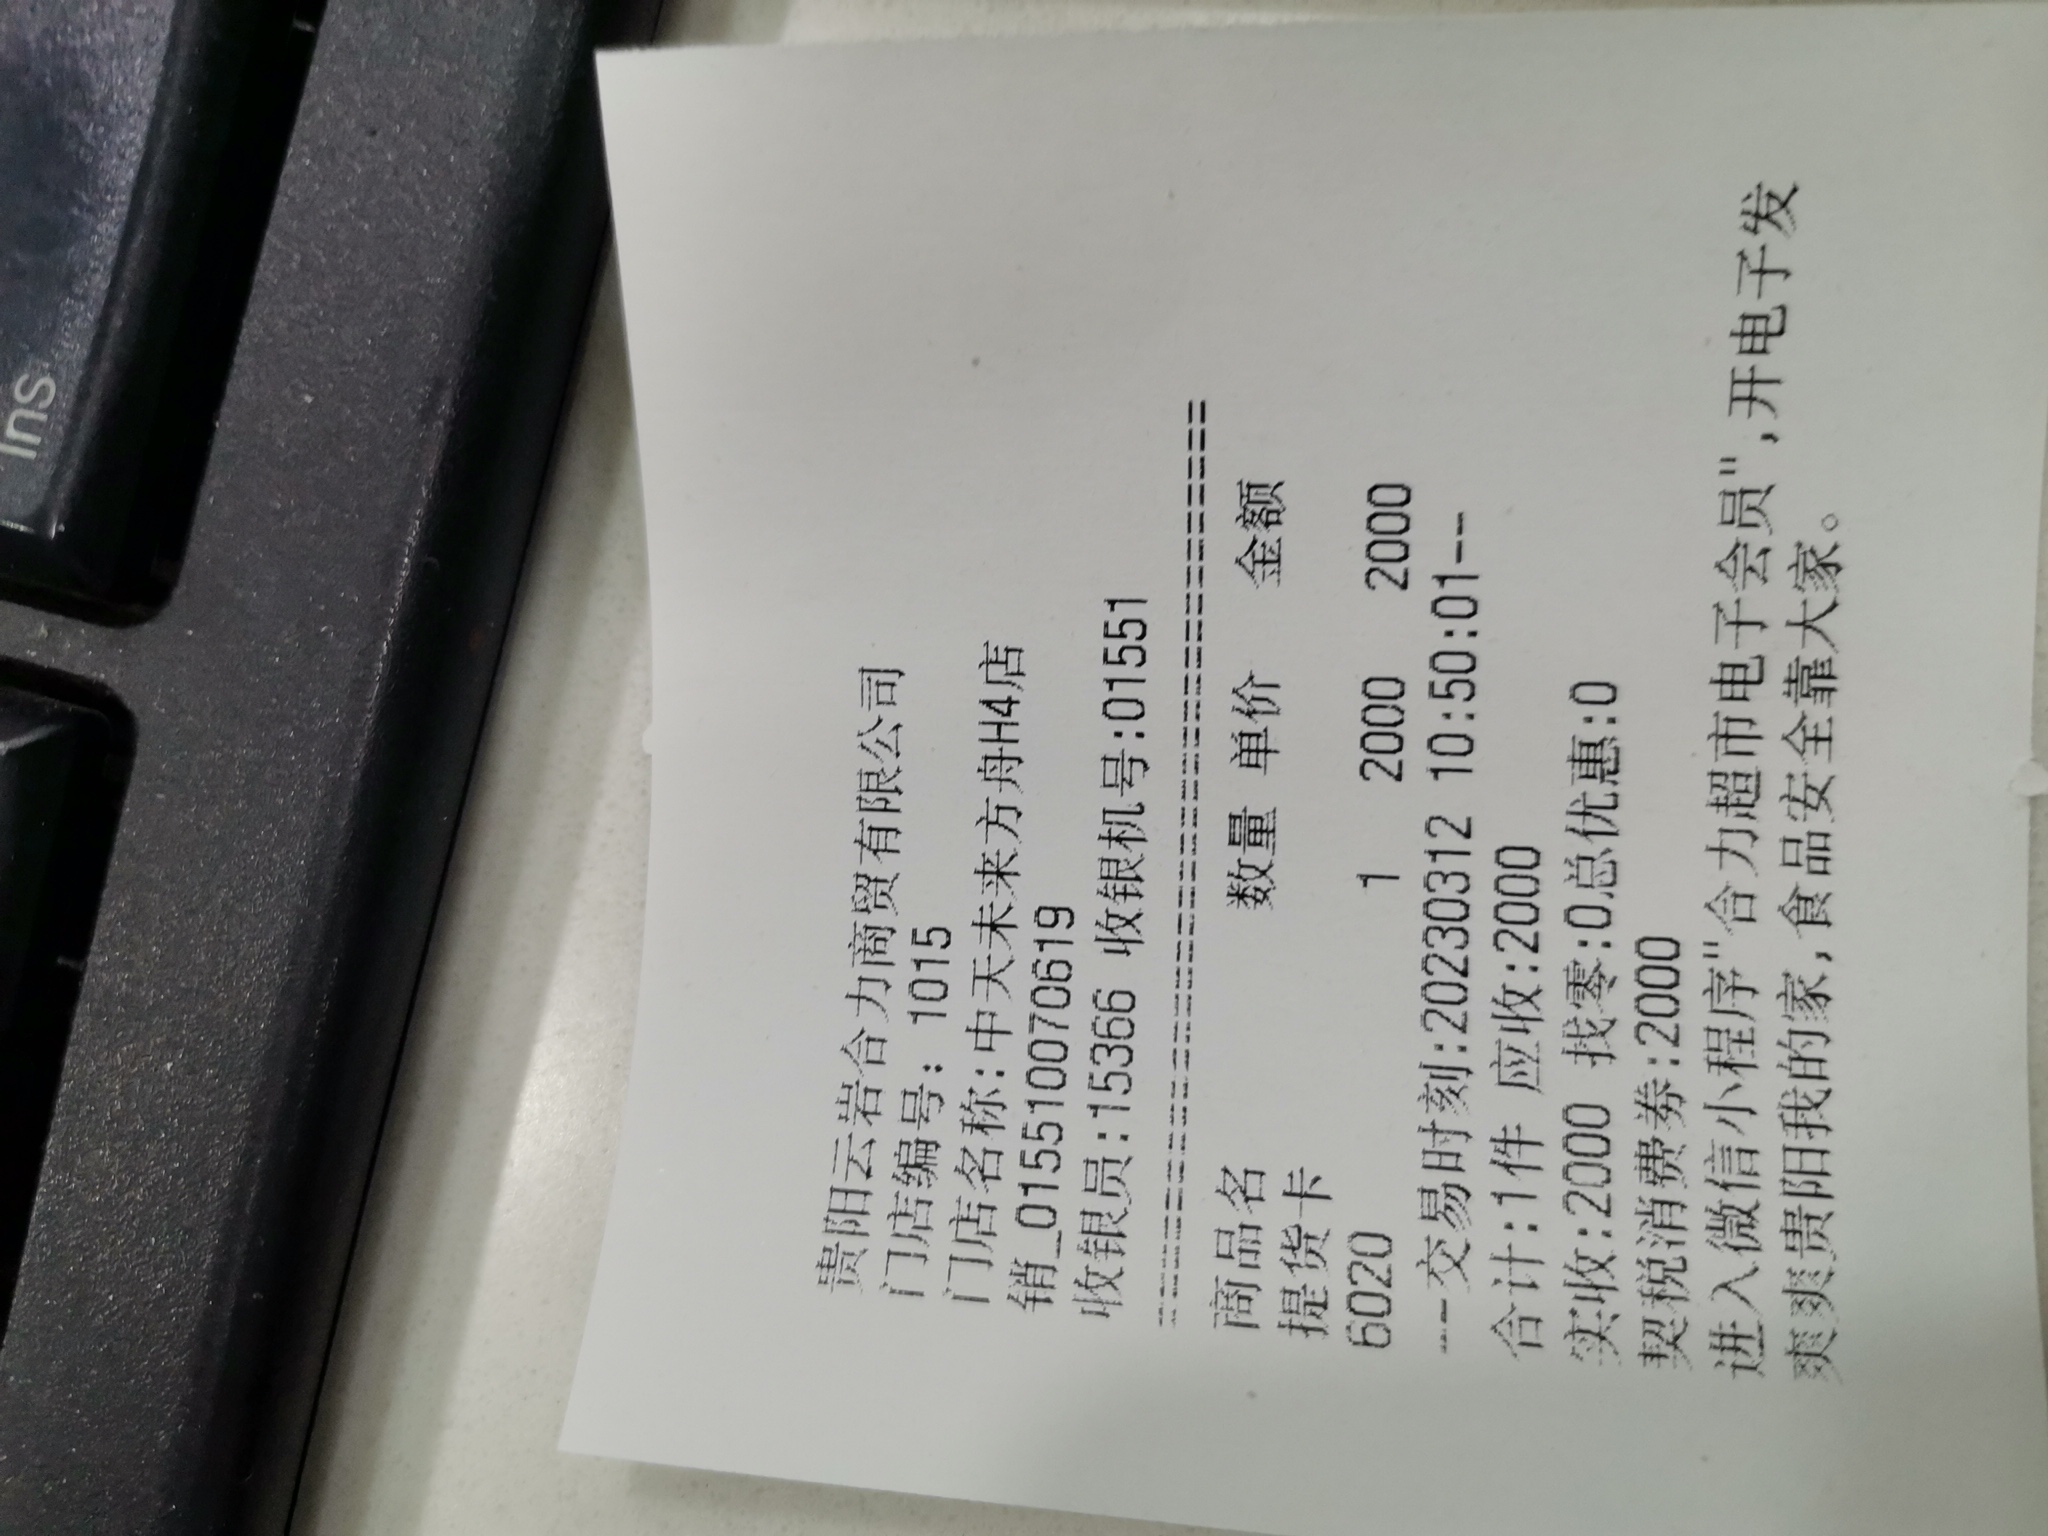 Ins
贵阳云岩合力商贸有限公司
门店编号: 1015
门店名称:中天未来方舟H4店
销_01551007​0619
收银员:15366 收银机号:01551
商品名 数量 单价 金额
提货卡
6020 1 2000 2000
--交易时刻:20230312 10:50:01--
合计:1件 应收:2000
实收:2000 找零:0总优惠:0
契税消费券:2000
进入微信小程序"合力超市电子会员",开电子发
爽爽贵阳我的家,食品安全靠大家。